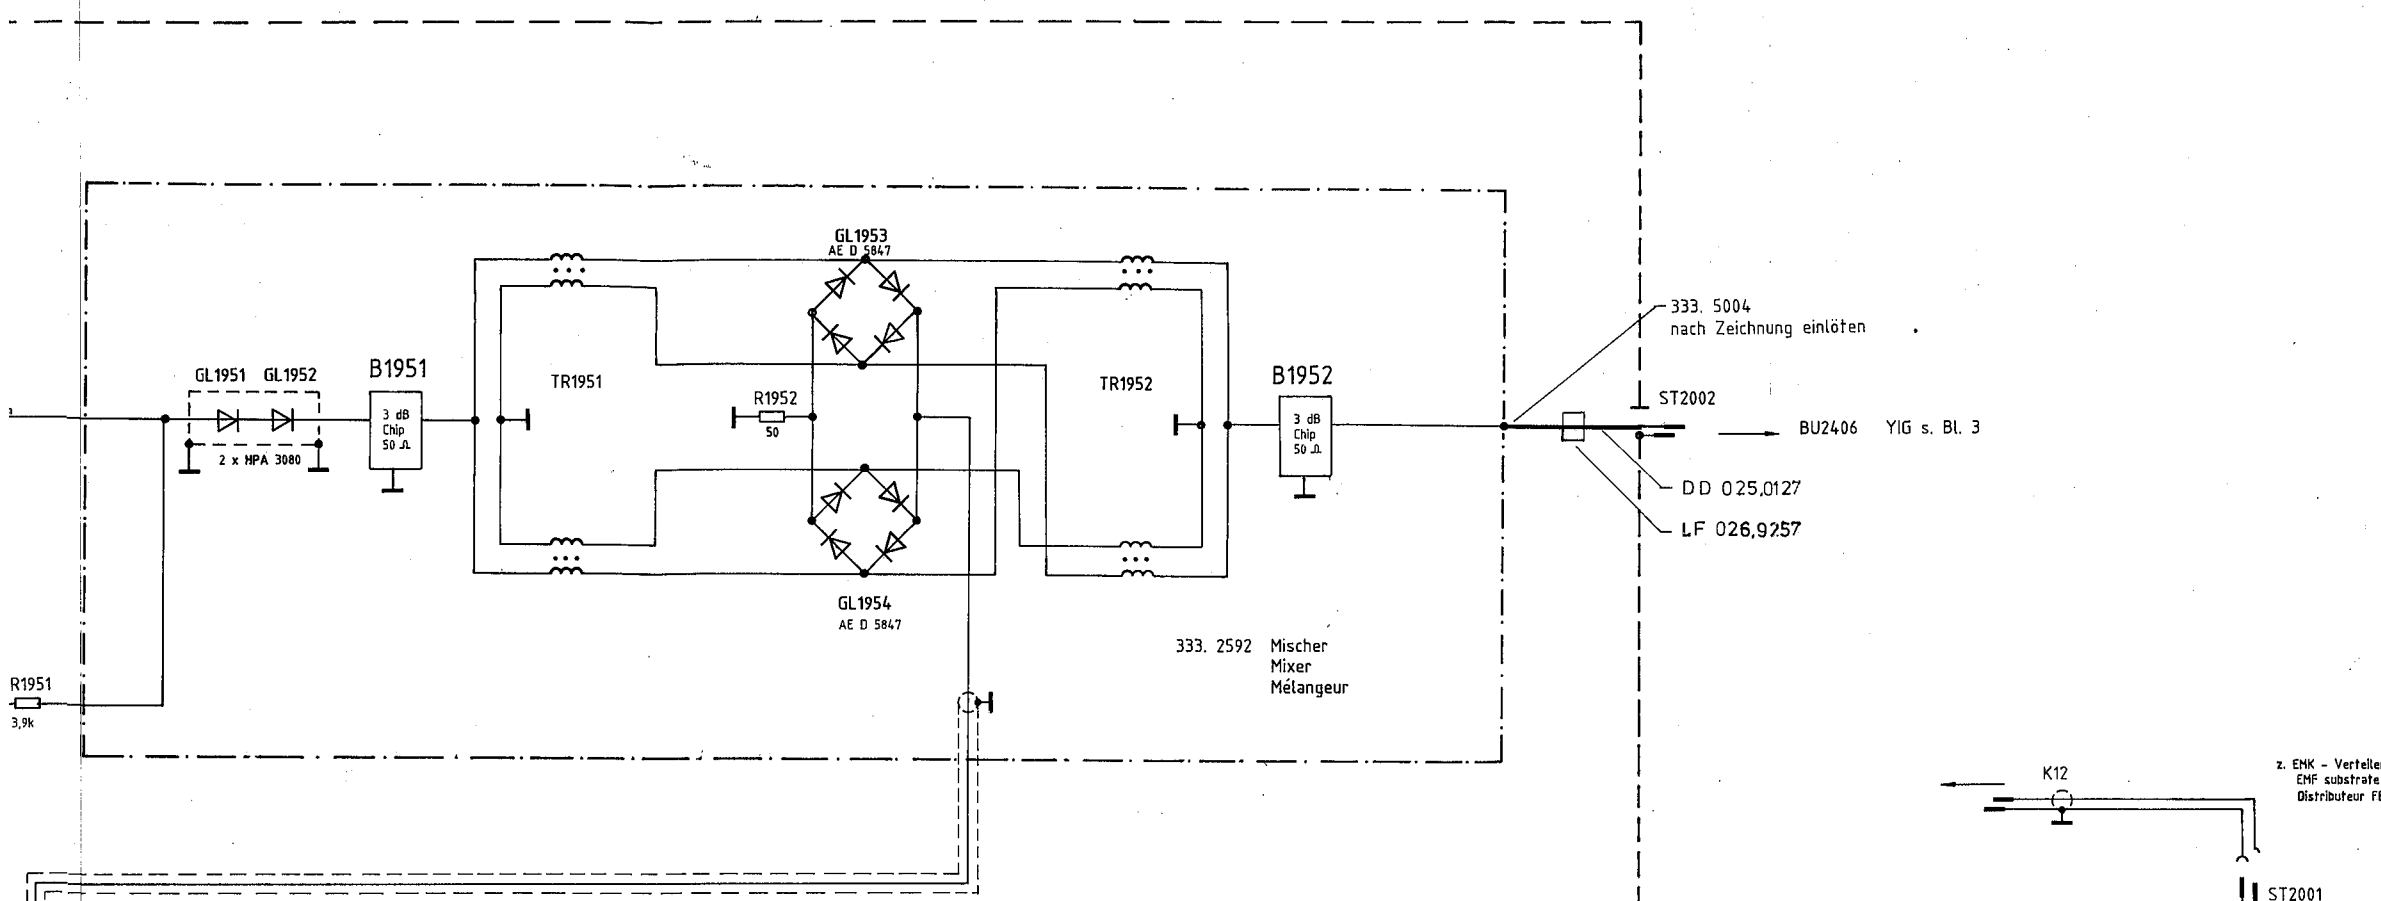 GL1953
AE D 5847
333. 5004
nach Zeichnung einlöten
GL1951 GL1952
B1951
3 dB
Chip
50 Ω
2 x HPA 3080
TR1951
R1952
50
TR1952
B1952
3 dB
Chip
50 Ω
ST2002
BU2406 YIG s. Bl. 3
DD 025,0127
LF 026,9257
GL1954
AE D 5847
333. 2592 Mischer
Mixer
Mélangeur
R1951
3,9k
K12
z. EMK - Verteiler
EMF substrate
Distributeur
ST2001